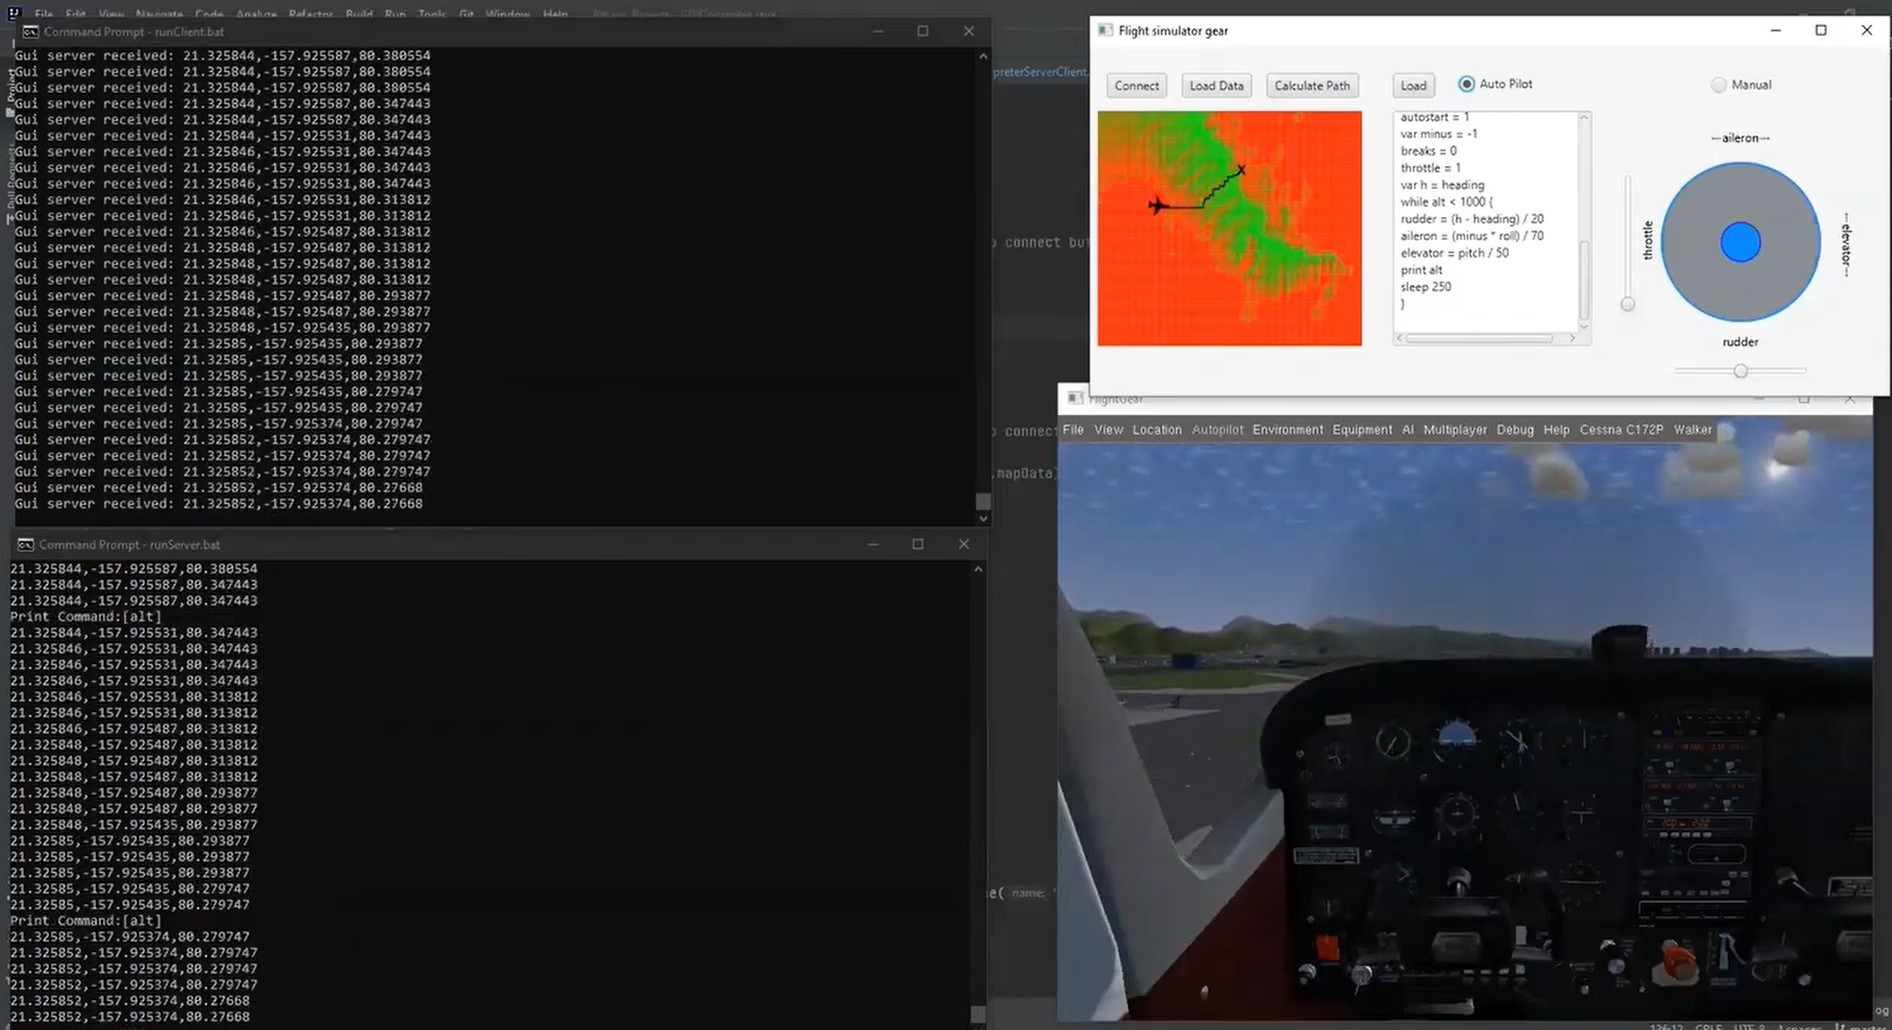 File Edit View Navigate Code Analyze Refactor Build Run Tools Git Window Help
Command Prompt - runClient.bat
Gui server received: 21.325844,-157.925587,80.380554
Gui server received: 21.325844,-157.925587,80.380554
Gui server received: 21.325844,-157.925587,80.380554
Gui server received: 21.325844,-157.925587,80.347443
Gui server received: 21.325844,-157.925587,80.347443
Gui server received: 21.325844,-157.925531,80.347443
Gui server received: 21.325846,-157.925531,80.347443
Gui server received: 21.325846,-157.925531,80.347443
Gui server received: 21.325846,-157.925531,80.347443
Gui server received: 21.325846,-157.925531,80.313812
Gui server received: 21.325846,-157.925531,80.313812
Gui server received: 21.325846,-157.925487,80.313812
Gui server received: 21.325848,-157.925487,80.313812
Gui server received: 21.325848,-157.925487,80.313812
Gui server received: 21.325848,-157.925487,80.313812
Gui server received: 21.325848,-157.925487,80.293877
Gui server received: 21.325848,-157.925487,80.293877
Gui server received: 21.325848,-157.925435,80.293877
Gui server received: 21.32585,-157.925435,80.293877
Gui server received: 21.32585,-157.925435,80.293877
Gui server received: 21.32585,-157.925435,80.293877
Gui server received: 21.32585,-157.925435,80.279747
Gui server received: 21.32585,-157.925435,80.279747
Gui server received: 21.32585,-157.925374,80.279747
Gui server received: 21.325852,-157.925374,80.279747
Gui server received: 21.325852,-157.925374,80.279747
Gui server received: 21.325852,-157.925374,80.279747
Gui server received: 21.325852,-157.925374,80.27668
Gui server received: 21.325852,-157.925374,80.27668
Command Prompt - runServer.bat
21.325844,-157.925587,80.380554
21.325844,-157.925587,80.347443
21.325844,-157.925587,80.347443
Print Command:[alt]
21.325844,-157.925531,80.347443
21.325846,-157.925531,80.347443
21.325846,-157.925531,80.347443
21.325846,-157.925531,80.347443
21.325846,-157.925531,80.313812
21.325846,-157.925531,80.313812
21.325846,-157.925487,80.313812
21.325848,-157.925487,80.313812
21.325848,-157.925487,80.313812
21.325848,-157.925487,80.313812
21.325848,-157.925487,80.293877
21.325848,-157.925487,80.293877
21.325848,-157.925435,80.293877
21.32585,-157.925435,80.293877
21.32585,-157.925435,80.293877
21.32585,-157.925435,80.293877
21.32585,-157.925435,80.279747
21.32585,-157.925435,80.279747
Print Command:[alt]
21.32585,-157.925374,80.279747
21.325852,-157.925374,80.279747
21.325852,-157.925374,80.279747
21.325852,-157.925374,80.279747
21.325852,-157.925374,80.27668
21.325852,-157.925374,80.27668
preterServerClient.
connect but
connect
.mapData)
e( name: "
Flight simulator gear
Connect Load Data Calculate Path Load Auto Pilot Manual
autostart = 1
var minus = -1
breaks = 0
throttle = 1
var h = heading
while alt < 1000 {
rudder = (h - heading) / 20
aileron = (minus * roll) / 70
elevator = pitch / 50
print alt
sleep 250
}
throttle
---aileron---
---elevator---
rudder
FlightGear
File View Location Autopilot Environment Equipment AI Multiplayer Debug Help Cessna C172P Walker